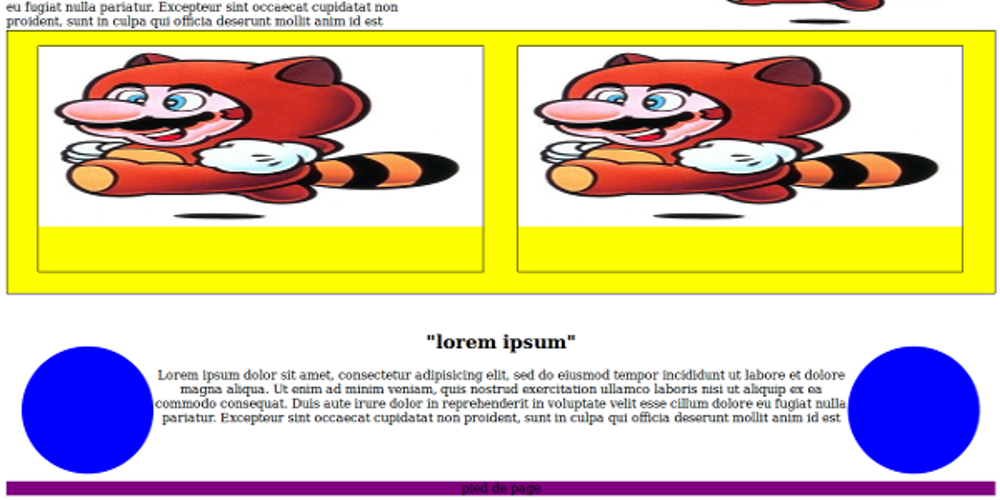 eu fugiat nulla pariatur. Excepteur sint occaecat cupidatat non
proident, sunt in culpa qui officia deserunt mollit anim id est
"lorem ipsum"
Lorem ipsum dolor sit amet, consectetur adipisicing elit, sed do eiusmod tempor incididunt ut labore et dolore
magna aliqua. Ut enim ad minim veniam, quis nostrud exercitation ullamco laboris nisi ut aliquip ex ea
commodo consequat. Duis aute irure dolor in reprehenderit in voluptate velit esse cillum dolore eu fugiat nulla
pariatur. Excepteur sint occaecat cupidatat non proident, sunt in culpa qui officia deserunt mollit anim id est
pied de page